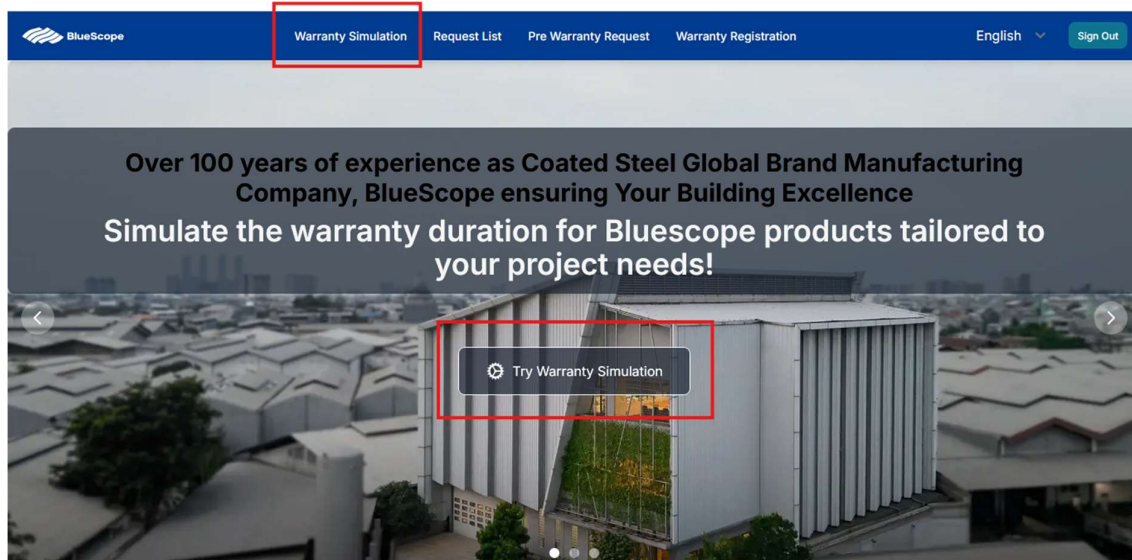 BlueScope
Warranty Simulation
Request List
Pre Warranty Request
Warranty Registration
English
Sign Out
Over 100 years of experience as Coated Steel Global Brand Manufacturing
Company, BlueScope ensuring Your Building Excellence
Simulate the warranty duration for Bluescope products tailored to
your project needs!
Try Warranty Simulation